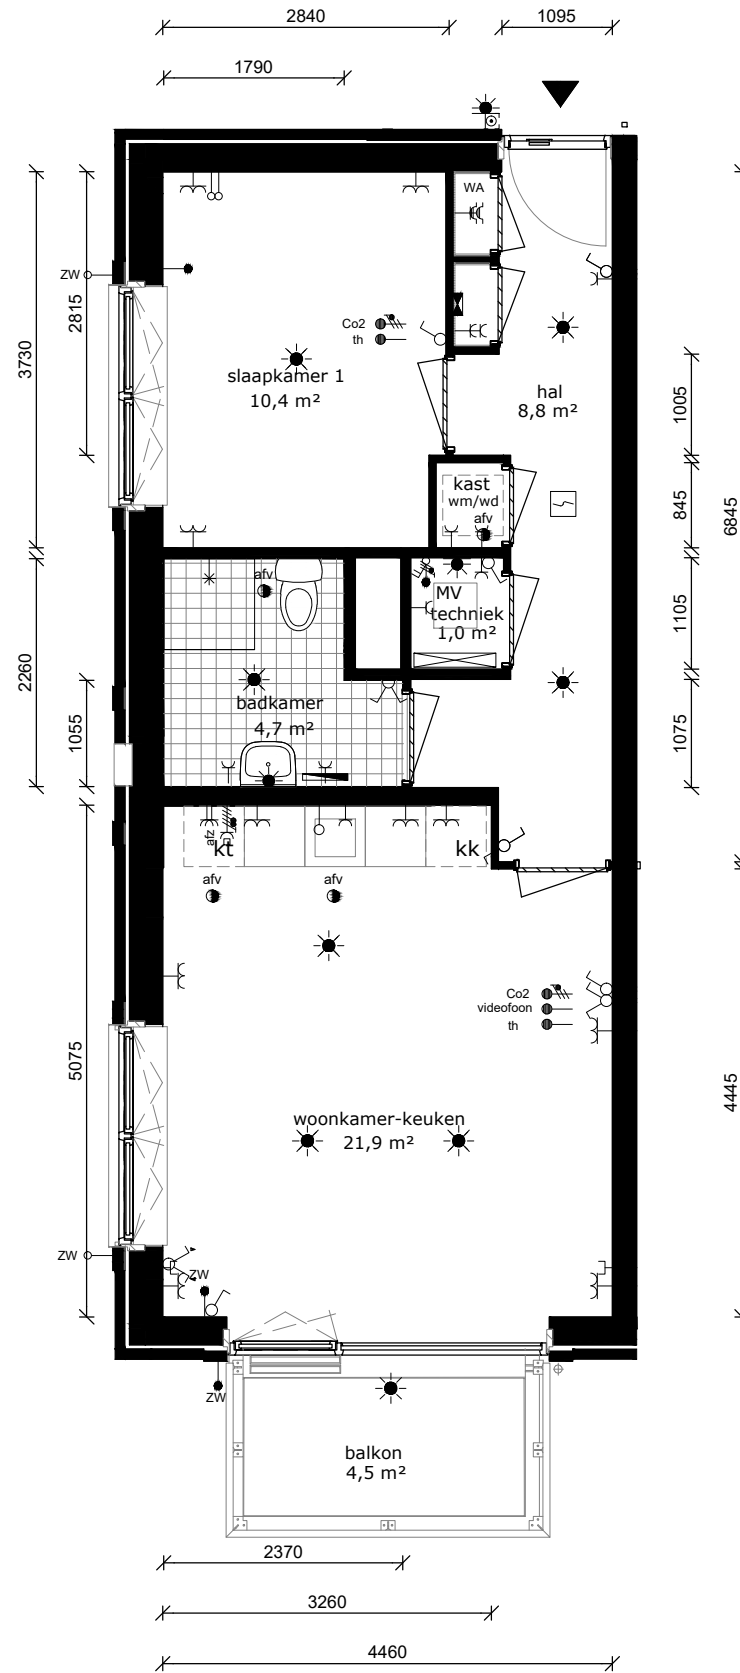 2840
1095
1790
WA
ZW
2815
3730
Co2
th
slaapkamer 1
10,4 m²
hal
8,8 m²
1005
6845
kast
wm/wd
afv
845
afv
MV
techniek
1,0 m²
1105
2260
badkamer
4,7 m²
1055
1075
afz
kt
kk
afv
afv
Co2
videofoon
th
5075
4445
woonkamer-keuken
21,9 m²
ZW
ZW
ZW
balkon
4,5 m²
2370
3260
4460